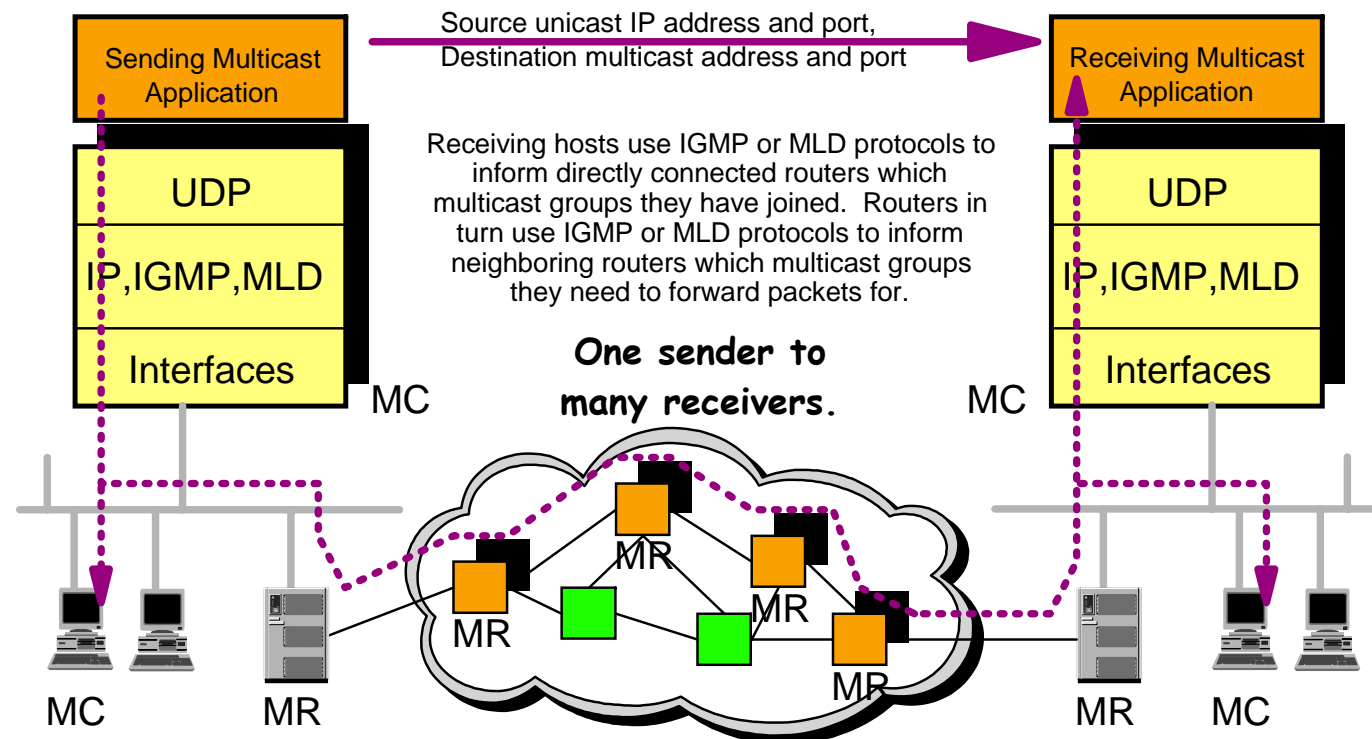 Sending Multicast
Application
Source unicast IP address and port,
Destination multicast address and port
Receiving Multicast
Application
Receiving hosts use IGMP or MLD protocols to
inform directly connected routers which
multicast groups they have joined. Routers in
turn use IGMP or MLD protocols to inform
neighboring routers which multicast groups
they need to forward packets for.
UDP
IP,IGMP,MLD
Interfaces
MC
One sender to
many receivers.
UDP
IP,IGMP,MLD
Interfaces
MC
MR
MR
MR
MR
MC
MR
MR
MC